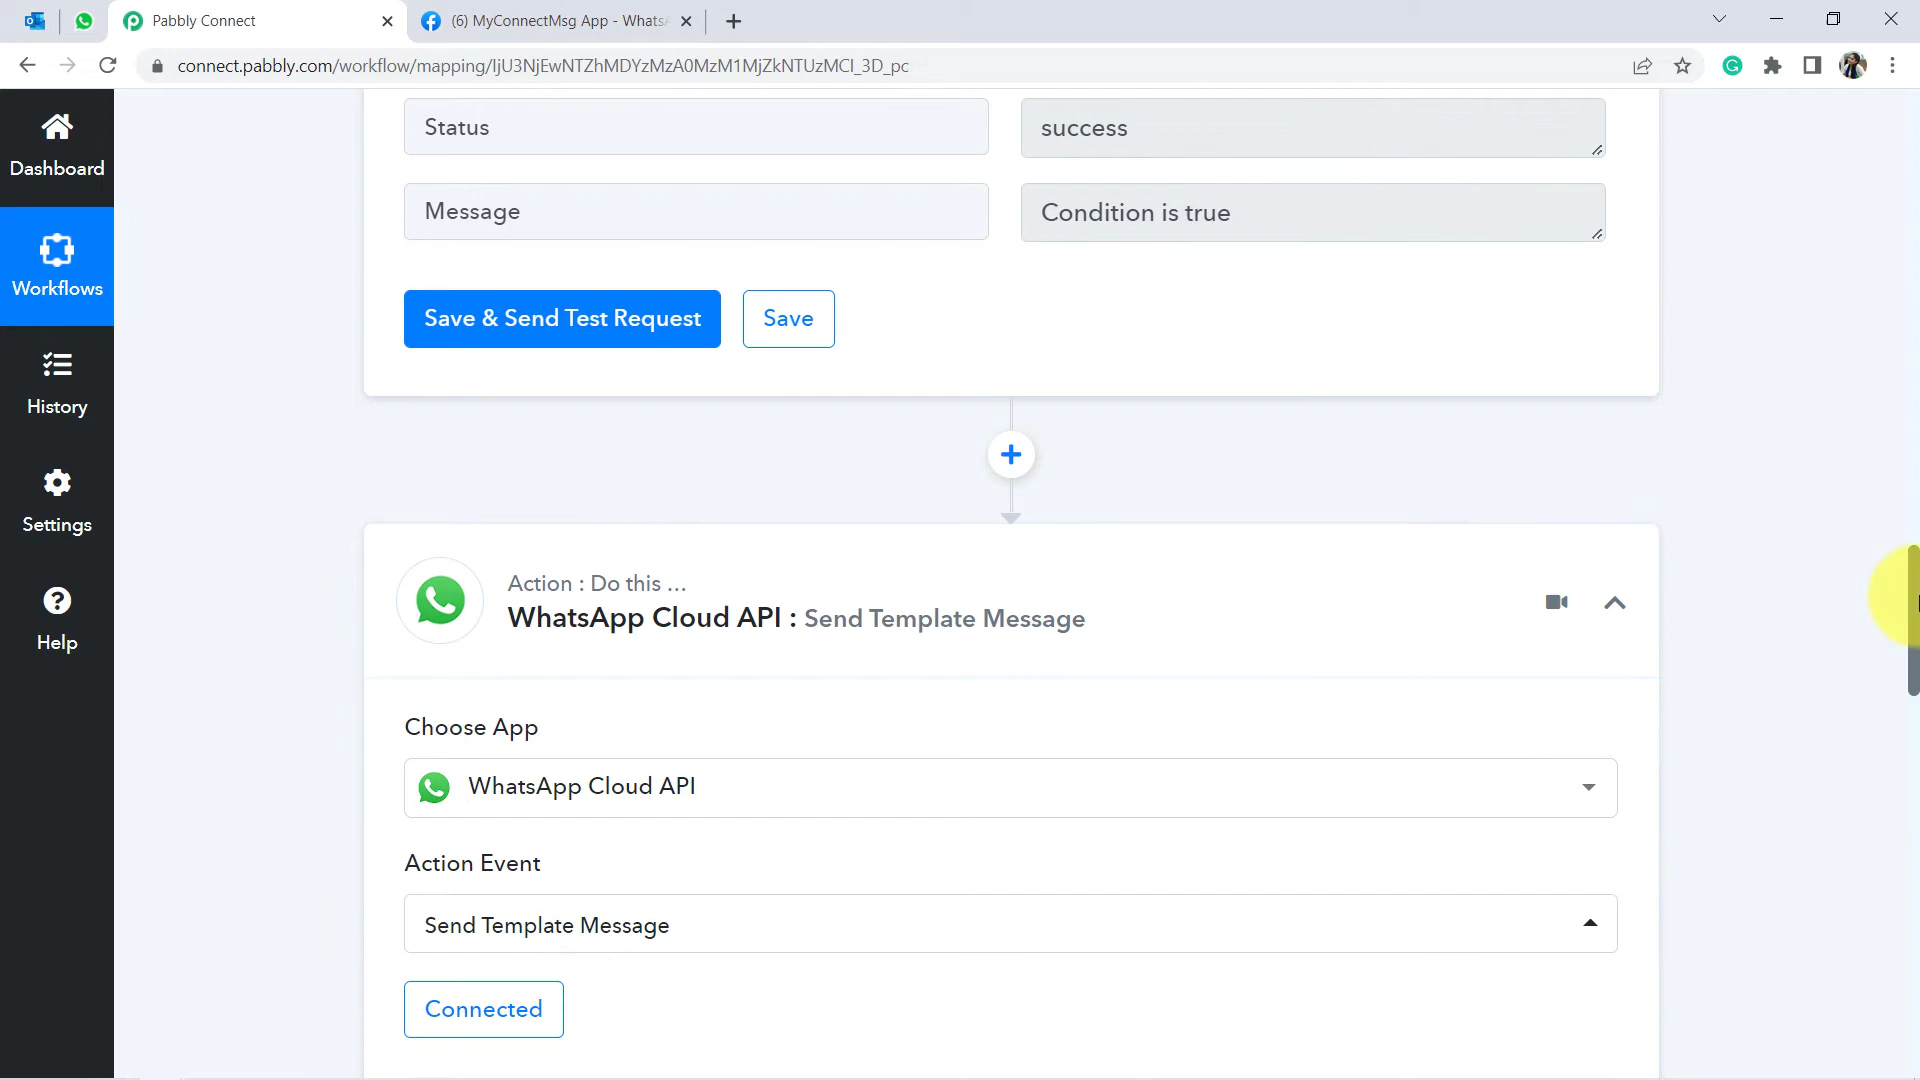 Pabbly Connect
(6) MyConnectMsg App - Whats
connect.pabbly.com/workflow/mapping/IjU3NjEwNTZhMDYzMzA0MzM1MjZkNTUzMCI_3D_pc
Dashboard
Workflows
History
Settings
Help
Status
success
Message
Condition is true
Save & Send Test Request
Save
Action : Do this ...
WhatsApp Cloud API : Send Template Message
Choose App
WhatsApp Cloud API
Action Event
Send Template Message
Connected